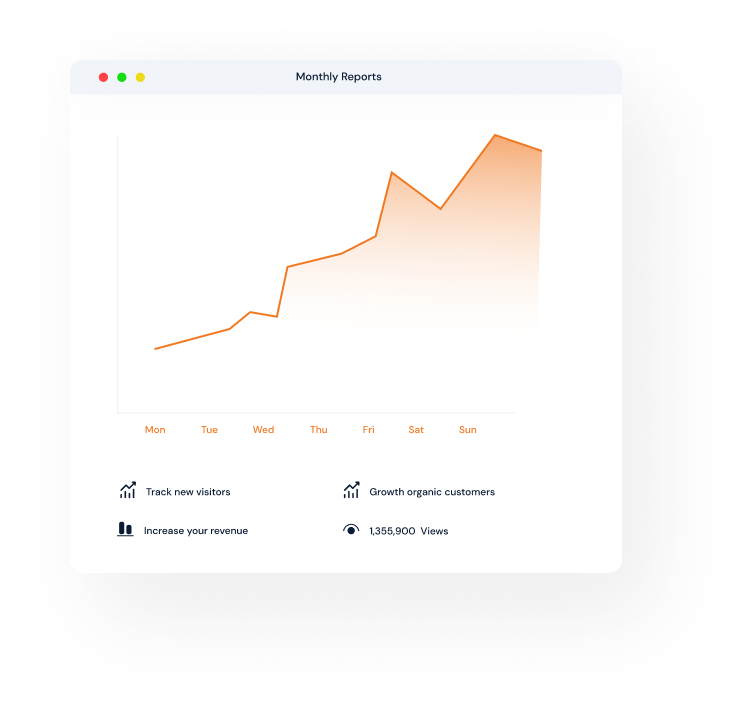 Monthly Reports
Mon Tue Wed Thu Fri Sat Sun
Track new visitors
Growth organic customers
Increase your revenue
1,355,900 Views